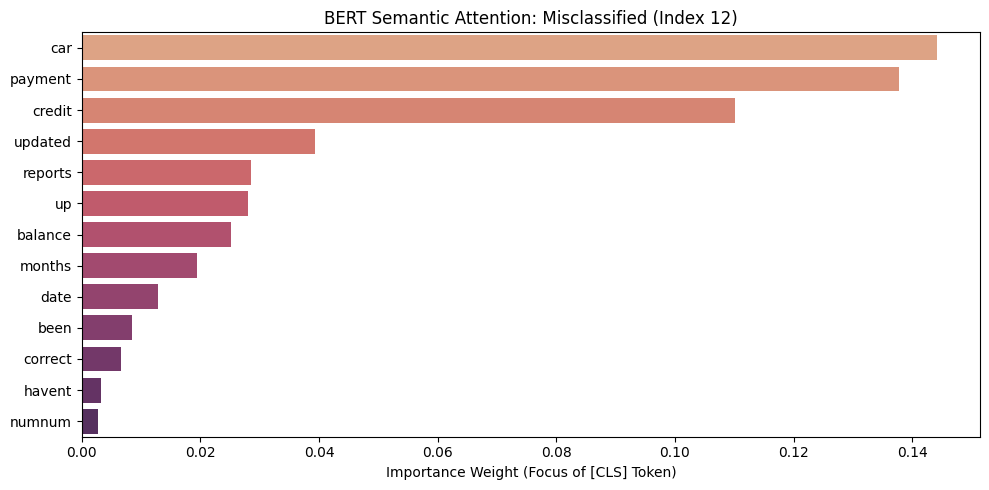 BERT Semantic Attention: Misclassified (Index 12)
car
payment
credit
updated
reports
up
balance
months
date
been
correct
havent
numnum
0.00 0.02 0.04 0.06 0.08 0.10 0.12 0.14
Importance Weight (Focus of [CLS] Token)